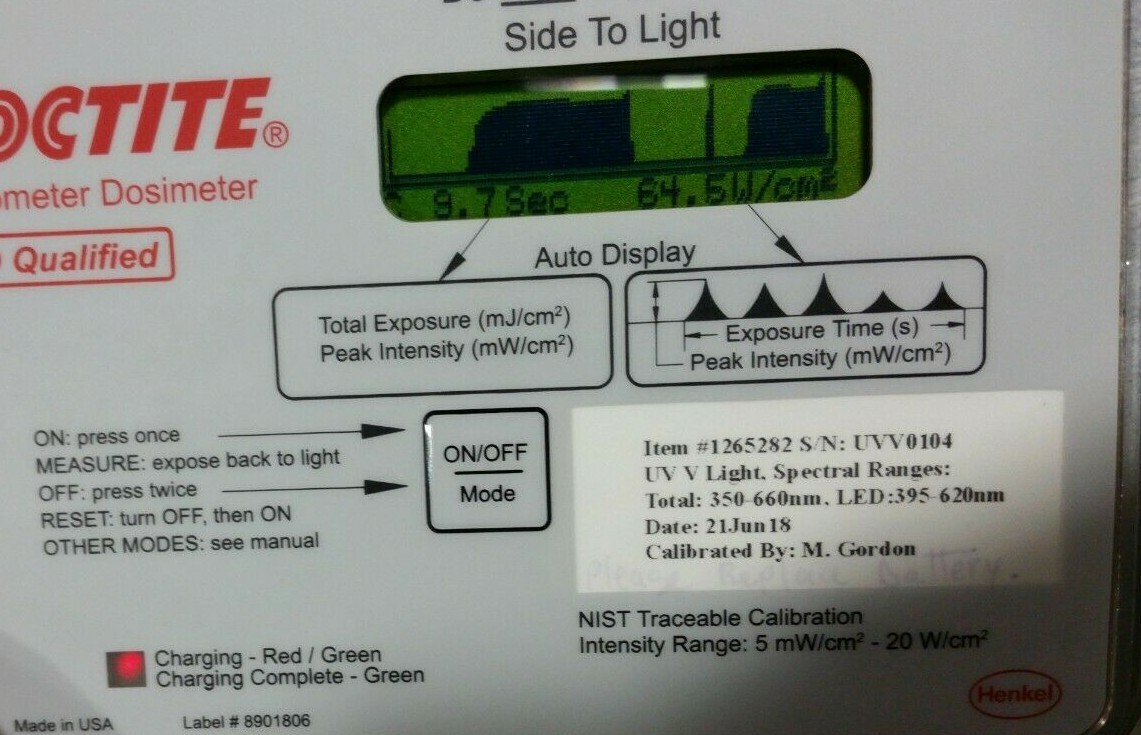 Side To Light
OCTITE®
ometer Dosimeter
Qualified
9.7Sec 64.5W/cm²
Auto Display
Total Exposure (mJ/cm²)
Peak Intensity (mW/cm²)
Exposure Time (s)
Peak Intensity (mW/cm²)
ON: press once
MEASURE: expose back to light
OFF: press twice
RESET: turn OFF, then ON
OTHER MODES: see manual
ON/OFF
Mode
Item #1265282 S/N: UVV0104
UV V Light, Spectral Ranges:
Total: 350-660nm, LED:395-620nm
Date: 21Jun18
Calibrated By: M. Gordon
Please Replace Battery.
NIST Traceable Calibration
Intensity Range: 5 mW/cm² - 20 W/cm²
Charging - Red / Green
Charging Complete - Green
Henkel
Made in USA Label # 8901806